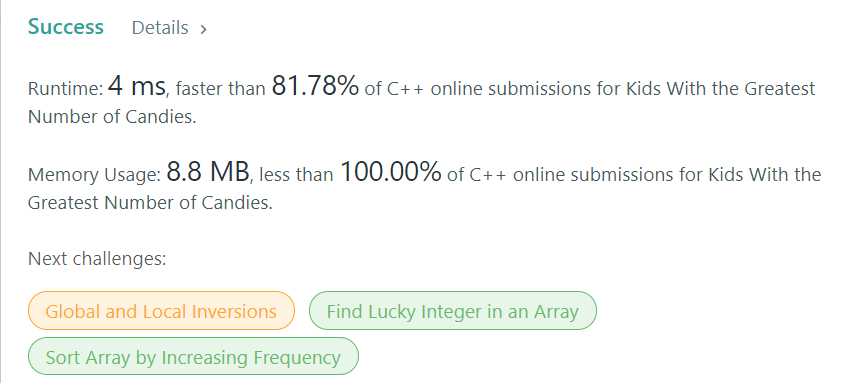 Success Details >
Runtime: 4 ms, faster than 81.78% of C++ online submissions for Kids With the Greatest
Number of Candies.
Memory Usage: 8.8 MB, less than 100.00% of C++ online submissions for Kids With the
Greatest Number of Candies.
Next challenges:
Global and Local Inversions Find Lucky Integer in an Array
Sort Array by Increasing Frequency